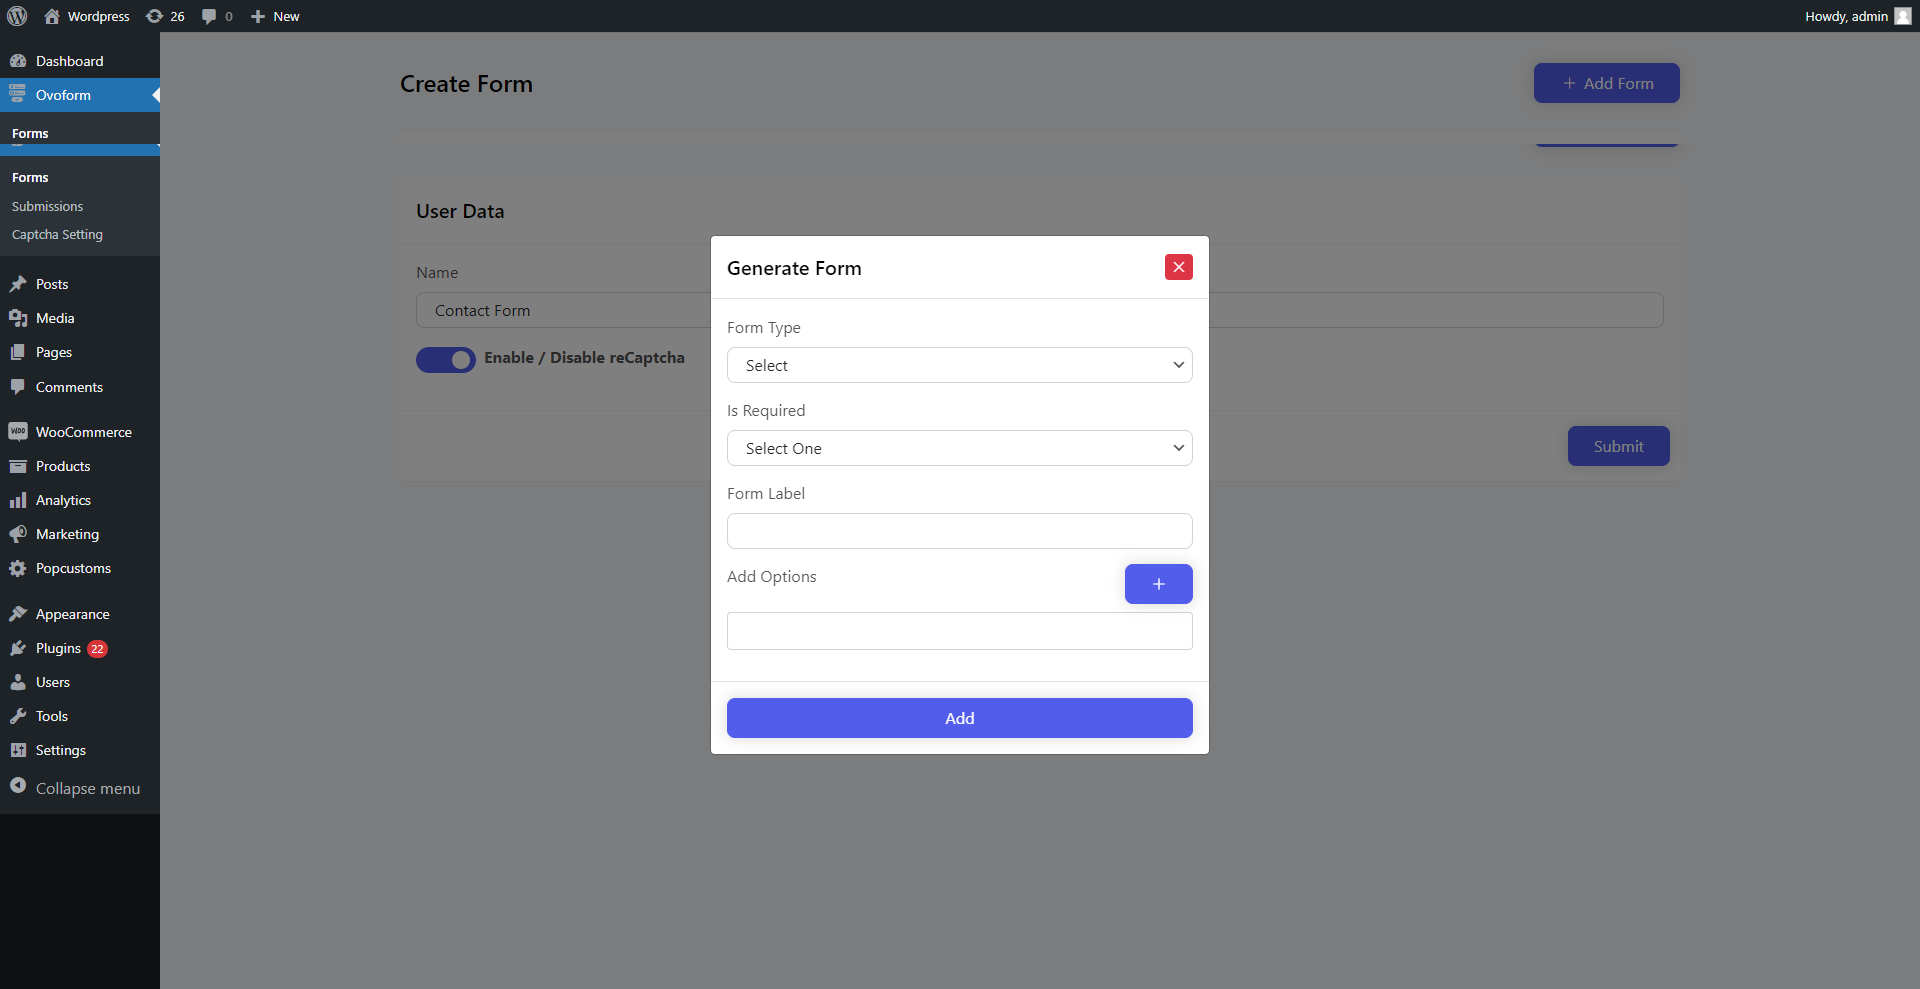 Wordpress
26
0
New
Howdy, admin
Dashboard
Ovoform
Forms
Forms
Submissions
Captcha Setting
Posts
Media
Pages
Comments
WooCommerce
Products
Analytics
Marketing
Popcustoms
Appearance
Plugins 22
Users
Tools
Settings
Collapse menu
Create Form
+ Add Form
User Data
Name
Contact Form
Enable / Disable reCaptcha
Submit
Generate Form
Form Type
Select
Is Required
Select One
Form Label
Add Options
+
Add